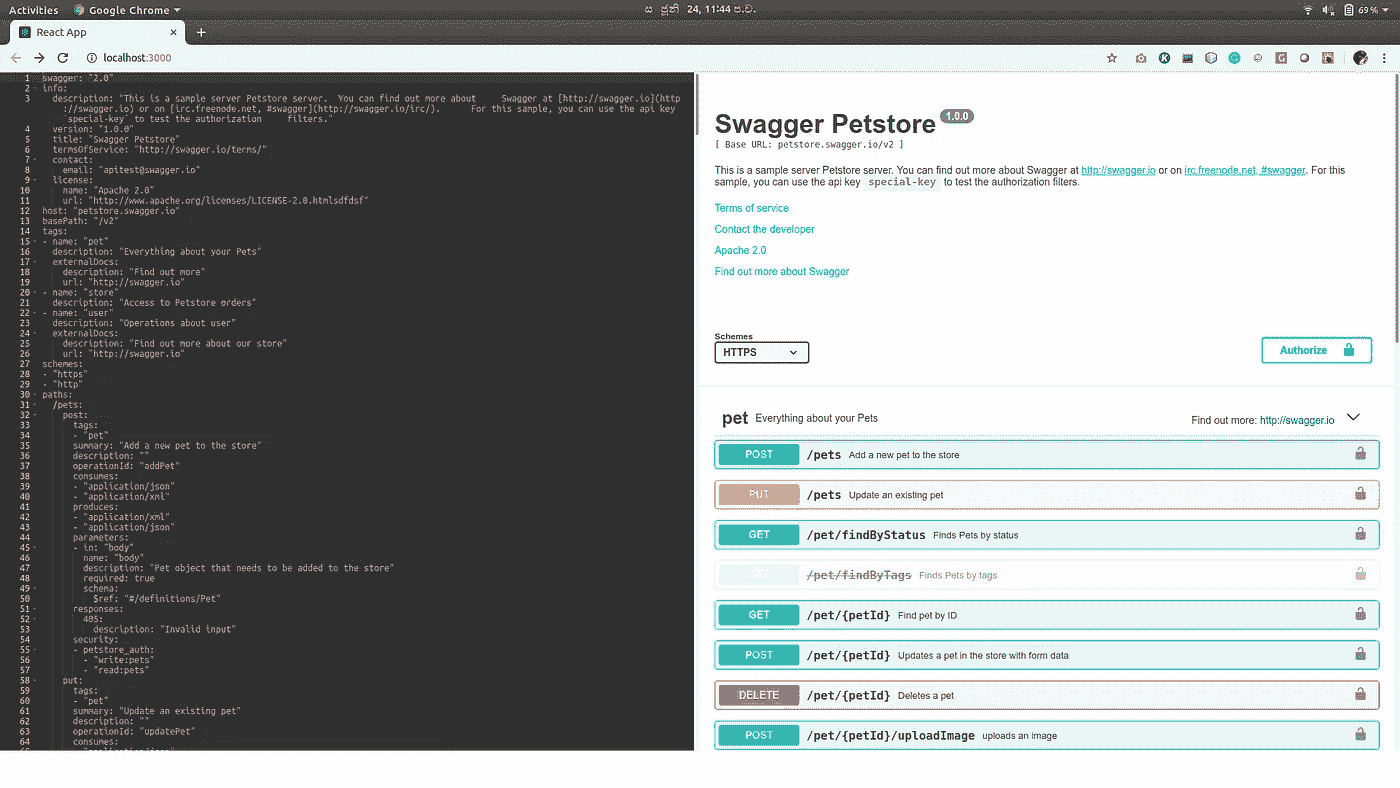 Activities Google Chrome ස ජූනි 24, 11:44 ප.ව. 69 %
React App
localhost:3000
1 swagger: "2.0"
2 info:
3 description: "This is a sample server Petstore server. You can find out more about Swagger at [http://swagger.io](http
://swagger.io) or on [irc.freenode.net, #swagger](http://swagger.io/irc/). For this sample, you can use the api key
`special-key` to test the authorization filters."
4 version: "1.0.0"
5 title: "Swagger Petstore"
6 termsOfService: "http://swagger.io/terms/"
7 contact:
8 email: "apitest@swagger.io"
9 license:
10 name: "Apache 2.0"
11 url: "http://www.apache.org/licenses/LICENSE-2.0.htmlsdfdsf"
12 host: "petstore.swagger.io"
13 basePath: "/v2"
14 tags:
15 - name: "pet"
16 description: "Everything about your Pets"
17 externalDocs:
18 description: "Find out more"
19 url: "http://swagger.io"
20 - name: "store"
21 description: "Access to Petstore orders"
22 - name: "user"
23 description: "Operations about user"
24 externalDocs:
25 description: "Find out more about our store"
26 url: "http://swagger.io"
27 schemes:
28 - "https"
29 - "http"
30 paths:
31 /pets:
32 post:
33 tags:
34 - "pet"
35 summary: "Add a new pet to the store"
36 description: ""
37 operationId: "addPet"
38 consumes:
39 - "application/json"
40 - "application/xml"
41 produces:
42 - "application/xml"
43 - "application/json"
44 parameters:
45 - in: "body"
46 name: "body"
47 description: "Pet object that needs to be added to the store"
48 required: true
49 schema:
50 $ref: "#/definitions/Pet"
51 responses:
52 405:
53 description: "Invalid input"
54 security:
55 - petstore_auth:
56 - "write:pets"
57 - "read:pets"
58 put:
59 tags:
60 - "pet"
61 summary: "Update an existing pet"
62 description: ""
63 operationId: "updatePet"
64 consumes:
Swagger Petstore 1.0.0
[ Base URL: petstore.swagger.io/v2 ]
This is a sample server Petstore server. You can find out more about Swagger at http://swagger.io or on irc.freenode.net, #swagger. For this
sample, you can use the api key special-key to test the authorization filters.
Terms of service
Contact the developer
Apache 2.0
Find out more about Swagger
Schemes
HTTPS
Authorize
pet Everything about your Pets Find out more: http://swagger.io
POST /pets Add a new pet to the store
PUT /pets Update an existing pet
GET /pet/findByStatus Finds Pets by status
GET /pet/findByTags Finds Pets by tags
GET /pet/{petId} Find pet by ID
POST /pet/{petId} Updates a pet in the store with form data
DELETE /pet/{petId} Deletes a pet
POST /pet/{petId}/uploadImage uploads an image